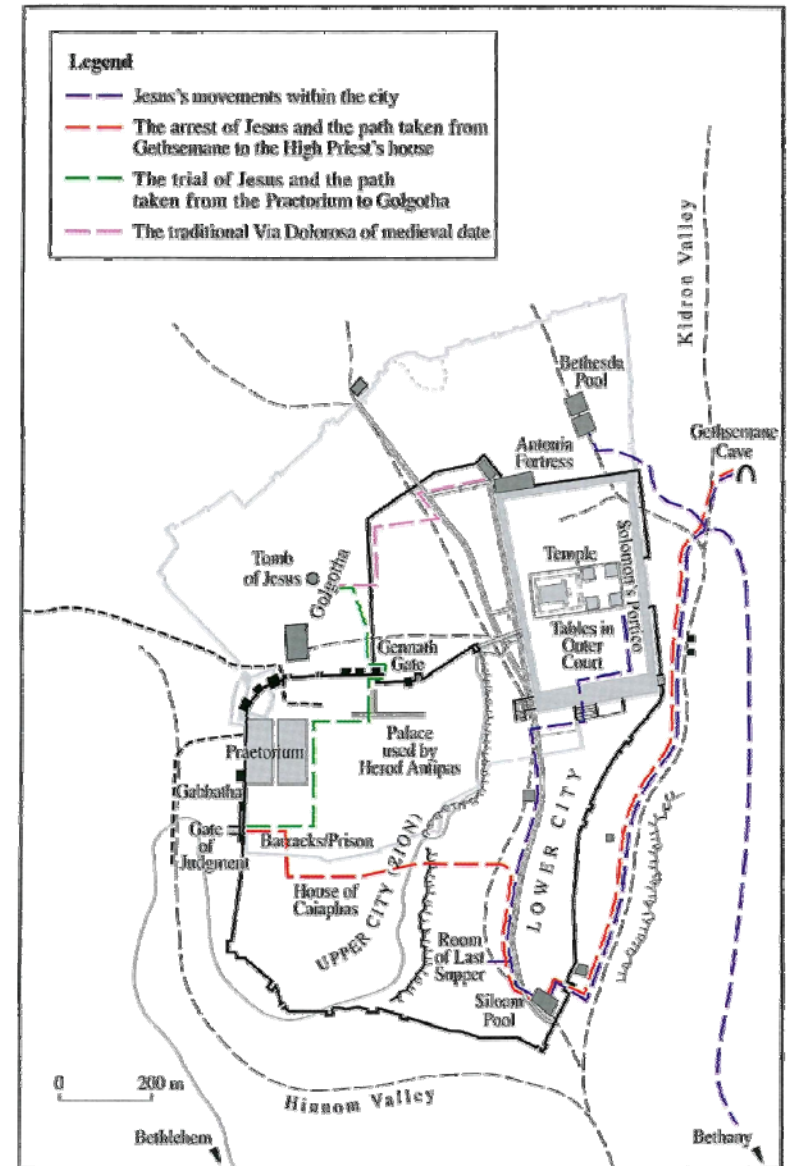 Legend
Jesus's movements within the city
The arrest of Jesus and the path taken from
Gethsemane to the High Priest's house
The trial of Jesus and the path
taken from the Praetorium to Golgotha
The traditional Via Dolorosa of medieval date
Kidron Valley
Bethesda
Pool
Gethsemane
Cave
Antonia
Fortress
Temple
Solomon's Portico
Tomb
of Jesus
Golgotha
Tables in
Outer
Court
Gennath
Gate
Praetorium
Palace
used by
Herod Antipas
Gabbatha
Gate
of
Judgment
Barracks/Prison
House of
Caiaphas
UPPER CITY (ZION)
LOWER CITY
Room
of Last
Supper
Siloam
Pool
0 200 m
Hinnom Valley
Bethlehem
Bethany